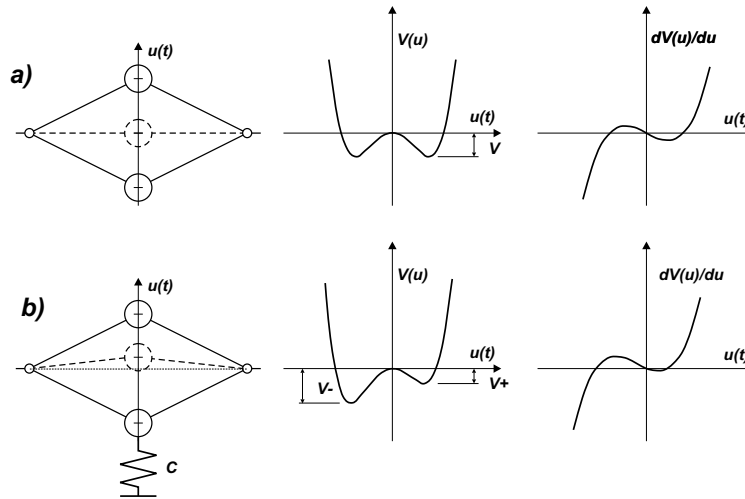 a)
u(t)
V(u)
u(t)
V
dV(u)/du
u(t)
b)
u(t)
C
V(u)
u(t)
V-
V+
dV(u)/du
u(t)